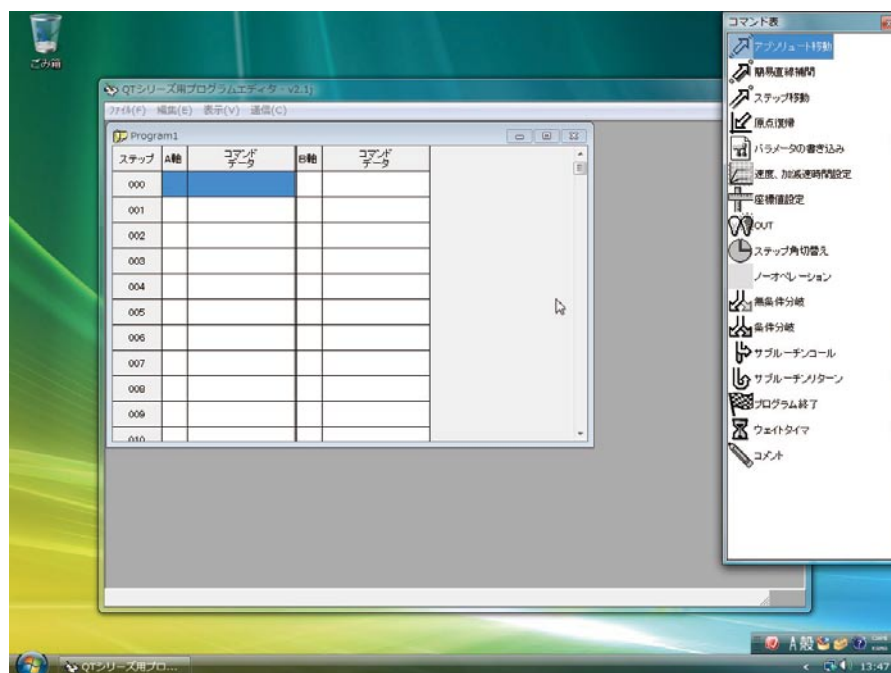 ごみ箱
QTシリーズ用プログラムエディタ - v2.1j
ファイル(F) 編集(E) 表示(V) 通信(C)
Program1
ステップ A軸 コマンド データ B軸 コマンド データ
000
001
002
003
004
005
006
007
008
009
010
コマンド表
アブソリュート移動
簡易直線補間
ステップ移動
原点復帰
パラメータの書き込み
速度、加減速時間設定
座標値設定
OUT
ステップ角切替え
ノーオペレーション
無条件分岐
条件分岐
サブルーチンコール
サブルーチンリターン
プログラム終了
ウェイトタイマ
コメント
A 般
QTシリーズ用プロ...
13:47